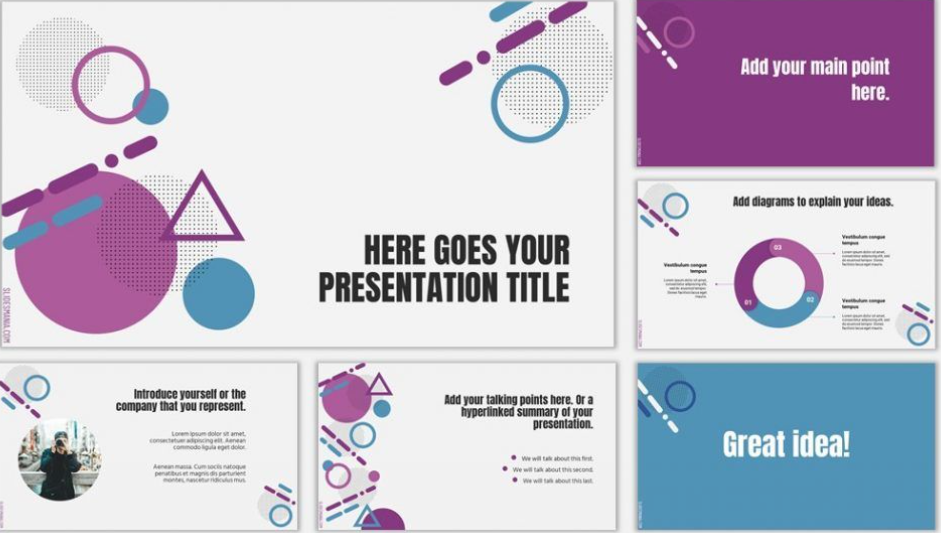 HERE GOES YOUR
PRESENTATION TITLE
SLIDESMANIA.COM
Add your main point
here.
Add diagrams to explain your ideas.
Vestibulum congue
tempus
03
Vestibulum congue
tempus
01
02
Vestibulum congue
tempus
Introduce yourself or the
company that you represent.
Lorem ipsum dolor sit amet,
consectetuer adipiscing elit. Aenean
commodo ligula eget dolor.
Aenean massa. Cum sociis natoque
penatibus et magnis dis parturient
montes, nascetur ridiculus mus.
Add your talking points here. Or a
hyperlinked summary of your
presentation.
We will talk about this first.
We will talk about this second.
We will talk about this last.
Great idea!